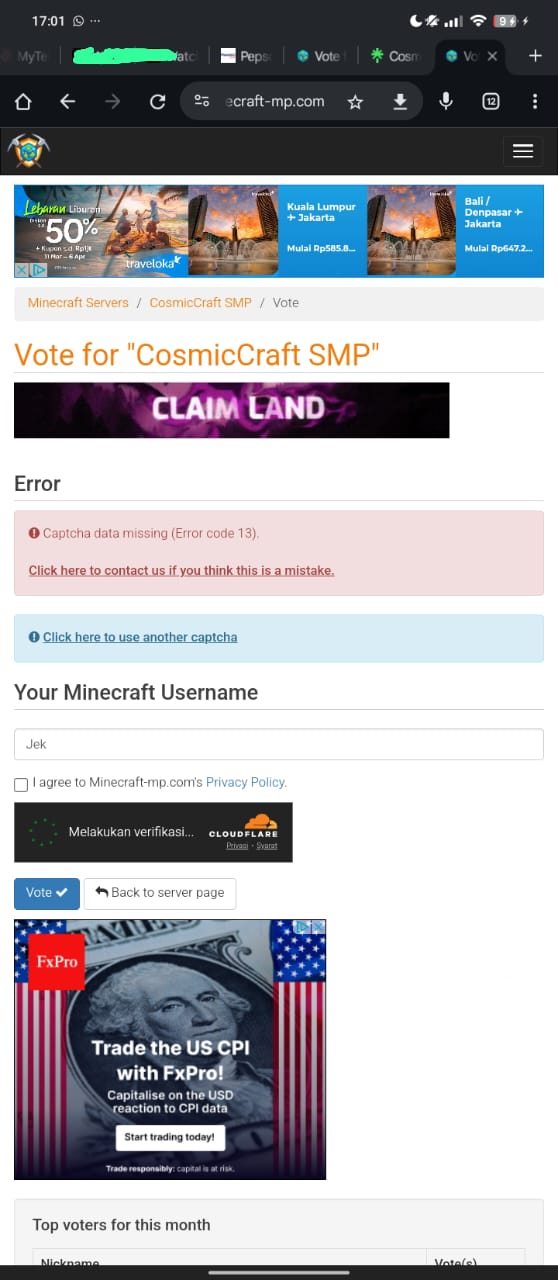 17:01
9
MyTe
Vote
Cosm
Vo
ecraft-mp.com
12
Lebaran Liburan
50%
+ Kupon s.d. Rp1jt
11 Mar – 6 Apr
traveloka
Kuala Lumpur
Jakarta
Mulai Rp585.8...
traveloka
Bali /
Denpasar
Jakarta
Mulai Rp647.2...
Minecraft Servers / CosmicCraft SMP / Vote
Vote for "CosmicCraft SMP"
CLAIM LAND
Error
Captcha data missing (Error code 13).
Click here to contact us if you think this is a mistake.
Click here to use another captcha
Your Minecraft Username
Jek
I agree to Minecraft-mp.com's Privacy Policy.
Melakukan verifikasi...
CLOUDFLARE
Privasi • Syarat
Vote
Back to server page
FxPro
Trade the US CPI
with FxPro!
Capitalise on the USD
reaction to CPI data
Start trading today!
Trade responsibly: capital is at risk.
Top voters for this month
Nickname
Vote(s)